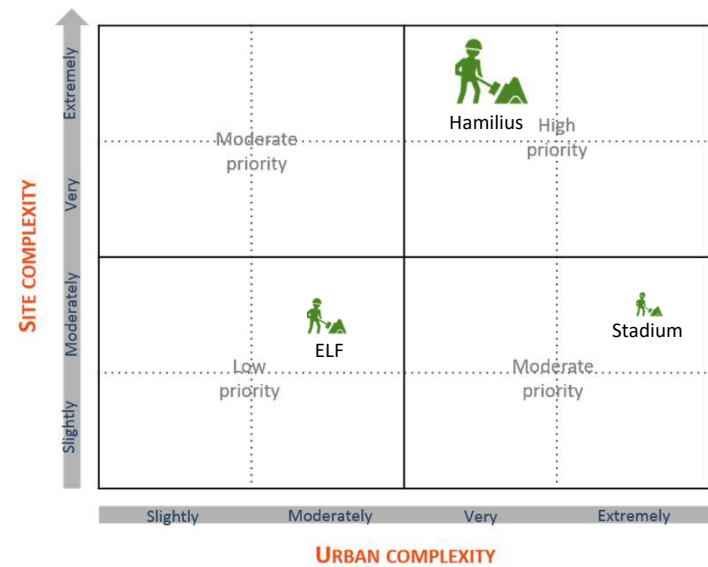 Extremely
Very
Moderately
Slightly
SITE COMPLEXITY
Hamilius
Moderate
priority
High
priority
ELF
Stadium
Low
priority
Moderate
priority
Slightly Moderately Very Extremely
URBAN COMPLEXITY